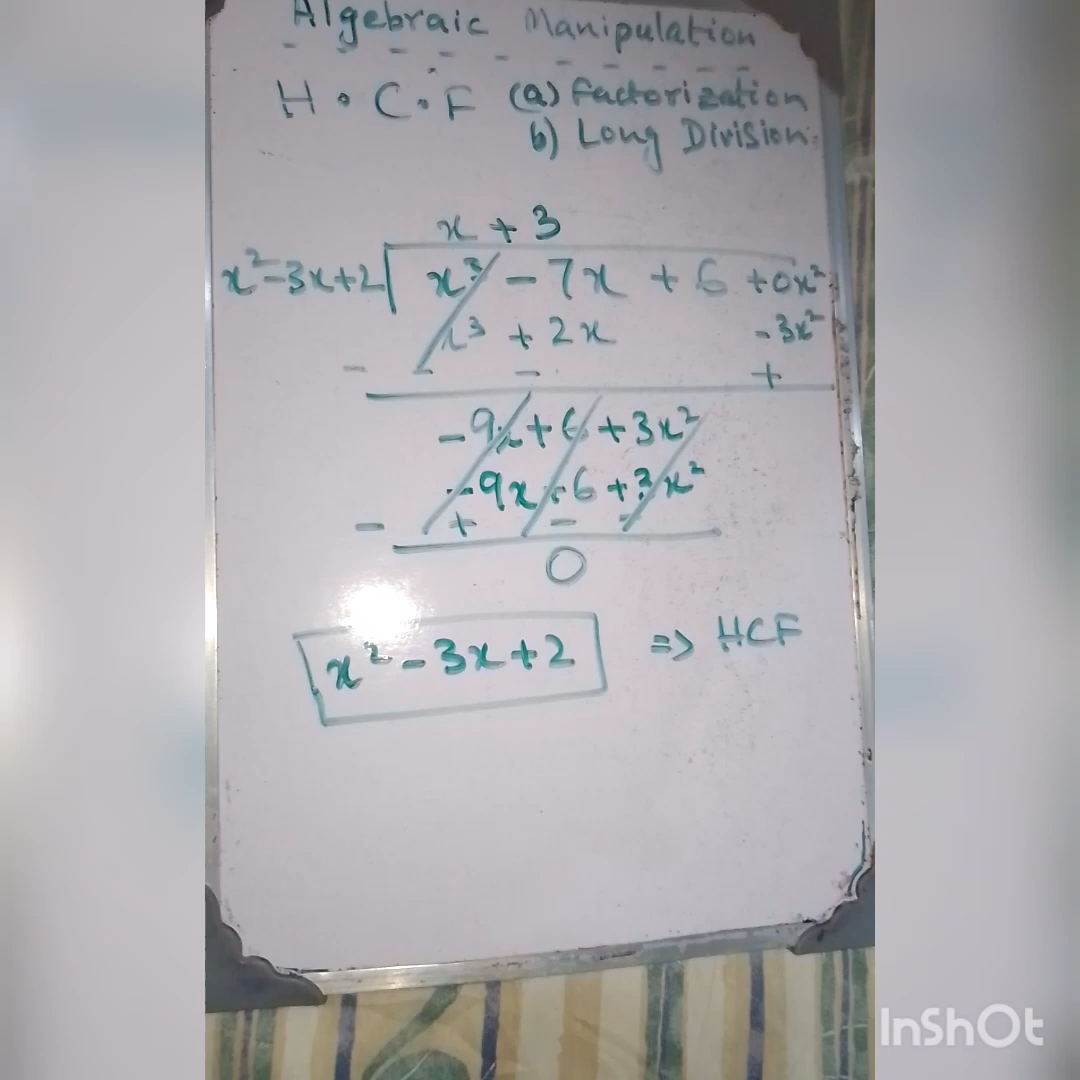 Algebraic Manipulation
H.C.F (a) Factorization
b) Long Division:
x + 3
x²-3x+2 x³ - 7x + 6 + 0x²
x³ + 2x - 3x²
- - - +
-9x + 6 + 3x²
-9x + 6 + 3x²
- + - -
0
x² - 3x + 2 => HCF
InShOt